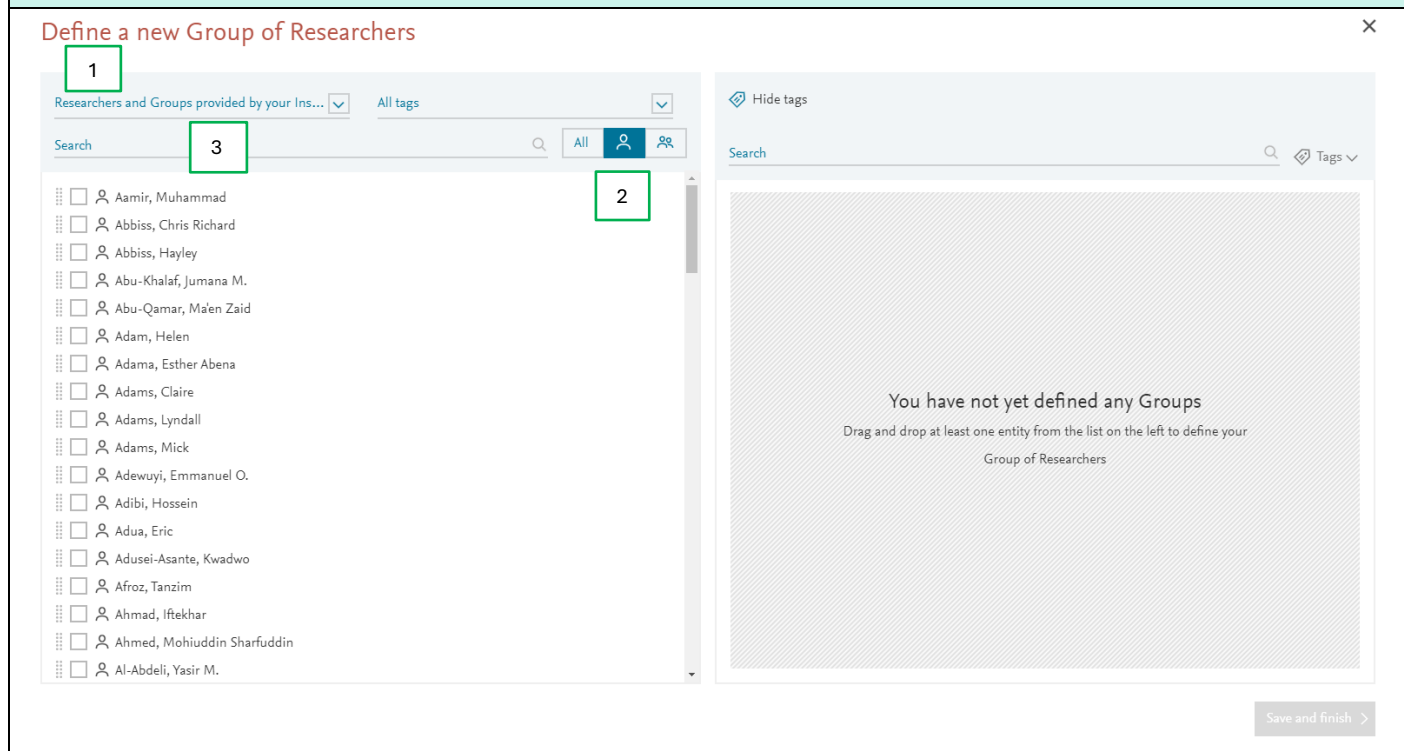 Define a new Group of Researchers
×
1
Researchers and Groups provided by your Ins...
All tags
Hide tags
3
Search
All
Search
Tags
2
Aamir, Muhammad
Abbiss, Chris Richard
Abbiss, Hayley
Abu-Khalaf, Jumana M.
Abu-Qamar, Ma'en Zaid
Adam, Helen
Adama, Esther Abena
Adams, Claire
Adams, Lyndall
Adams, Mick
Adewuyi, Emmanuel O.
Adibi, Hossein
Adua, Eric
Adusei-Asante, Kwadwo
Afroz, Tanzim
Ahmad, Iftekhar
Ahmed, Mohiuddin Sharfuddin
Al-Abdeli, Yasir M.
You have not yet defined any Groups
Drag and drop at least one entity from the list on the left to define your
Group of Researchers
Save and finish